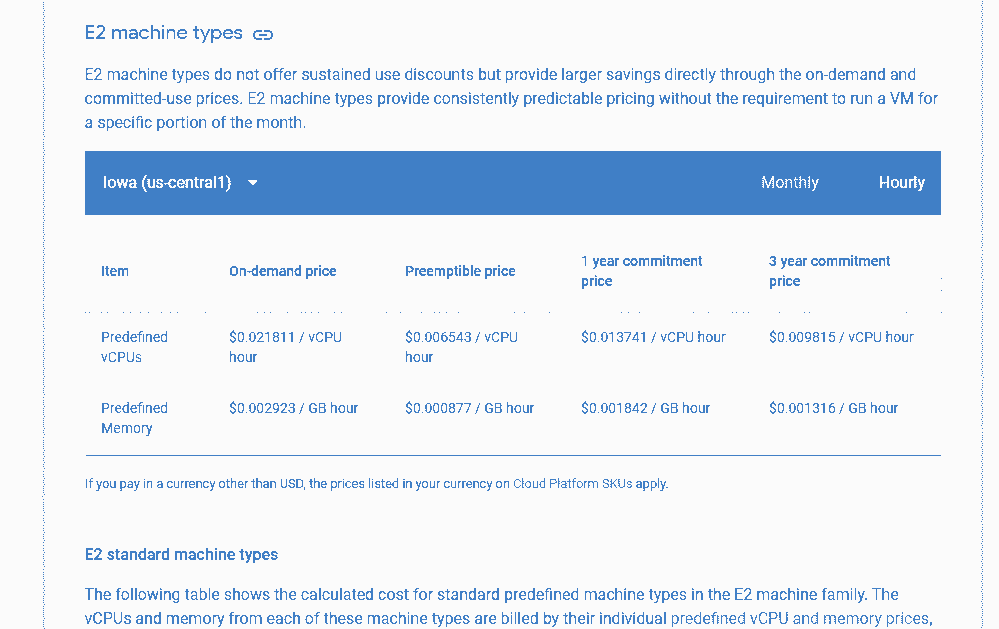 E2 machine types
E2 machine types do not offer sustained use discounts but provide larger savings directly through the on-demand and
committed-use prices. E2 machine types provide consistently predictable pricing without the requirement to run a VM for
a specific portion of the month.
Iowa (us-central1) Monthly Hourly
Item On-demand price Preemptible price 1 year commitment price 3 year commitment price
Predefined vCPUs $0.021811 / vCPU hour $0.006543 / vCPU hour $0.013741 / vCPU hour $0.009815 / vCPU hour
Predefined Memory $0.002923 / GB hour $0.000877 / GB hour $0.001842 / GB hour $0.001316 / GB hour
If you pay in a currency other than USD, the prices listed in your currency on Cloud Platform SKUs apply.
E2 standard machine types
The following table shows the calculated cost for standard predefined machine types in the E2 machine family. The
vCPUs and memory from each of these machine types are billed by their individual predefined vCPU and memory prices,